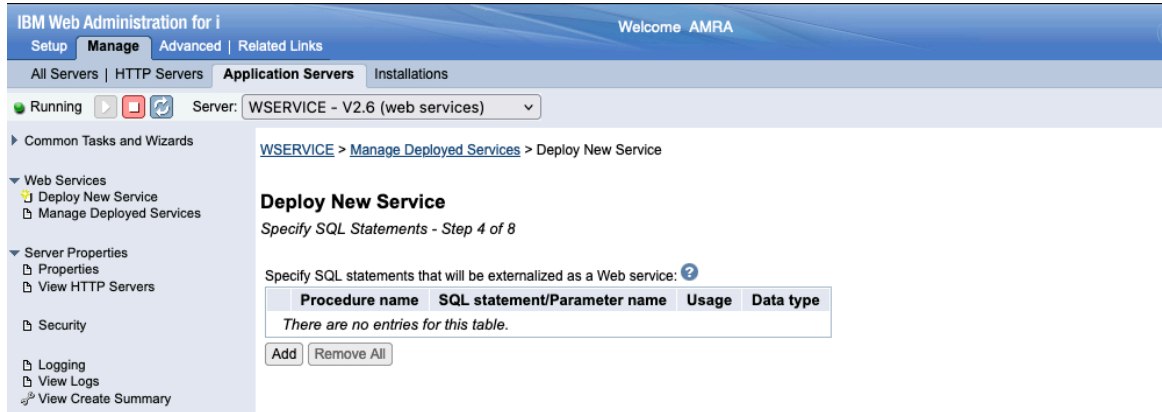 IBM Web Administration for i
Welcome AMRA
Setup Manage Advanced | Related Links
All Servers | HTTP Servers Application Servers Installations
Running Server: WSERVICE - V2.6 (web services)
Common Tasks and Wizards
Web Services
Deploy New Service
Manage Deployed Services
Server Properties
Properties
View HTTP Servers
Security
Logging
View Logs
View Create Summary
WSERVICE > Manage Deployed Services > Deploy New Service
Deploy New Service
Specify SQL Statements - Step 4 of 8
Specify SQL statements that will be externalized as a Web service: ?
Procedure name SQL statement/Parameter name Usage Data type
There are no entries for this table.
Add Remove All